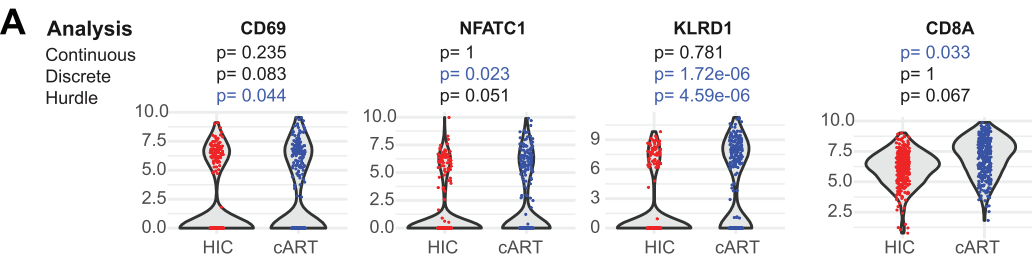 A
Analysis CD69 NFATC1 KLRD1 CD8A
Continuous p= 0.235 p= 1 p= 0.781 p= 0.033
Discrete p= 0.083 p= 0.023 p= 1.72e-06 p= 1
Hurdle p= 0.044 p= 0.051 p= 4.59e-06 p= 0.067
10.0 10.0 10.0
7.5 7.5 9 7.5
5.0 5.0 6 5.0
2.5 2.5 3 2.5
0.0 0.0 0
HIC cART HIC cART HIC cART HIC cART